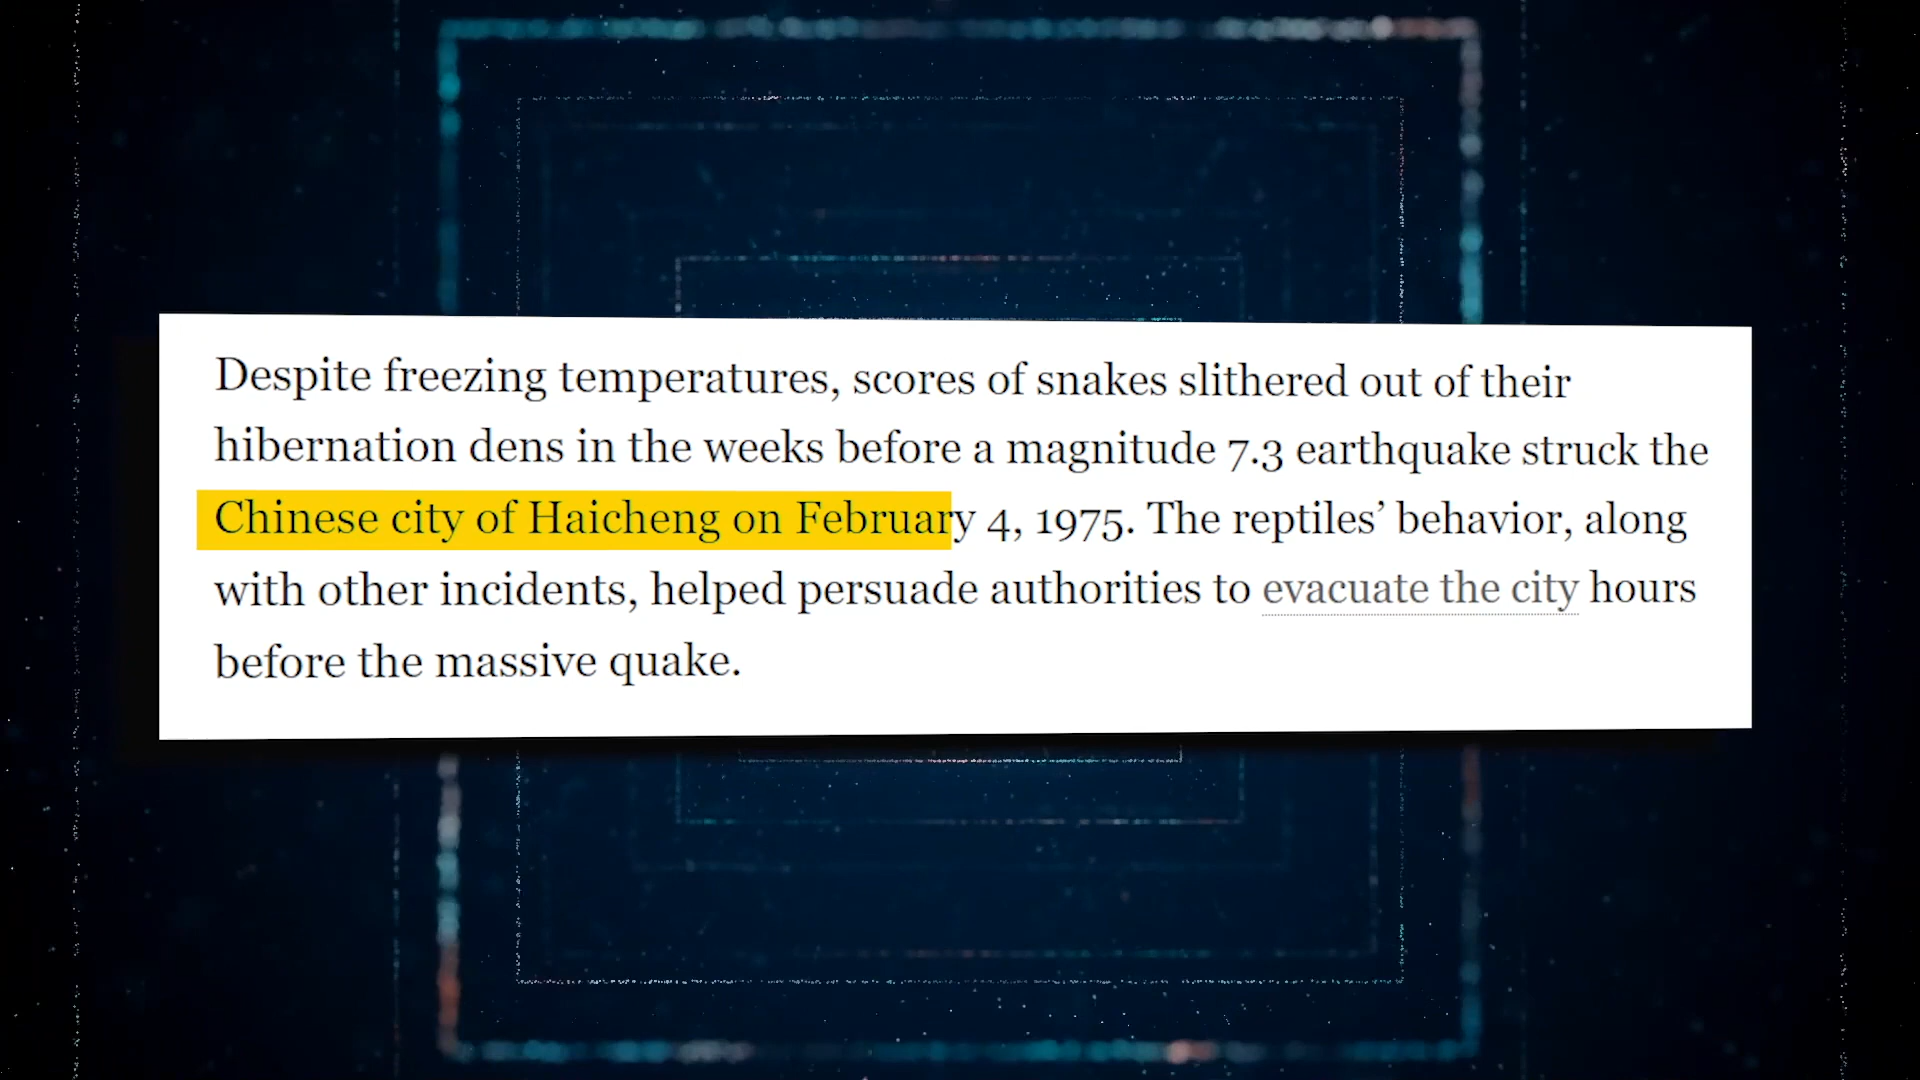 Despite freezing temperatures, scores of snakes slithered out of their
hibernation dens in the weeks before a magnitude 7.3 earthquake struck the
Chinese city of Haicheng on February 4, 1975. The reptiles’ behavior, along
with other incidents, helped persuade authorities to evacuate the city hours
before the massive quake.